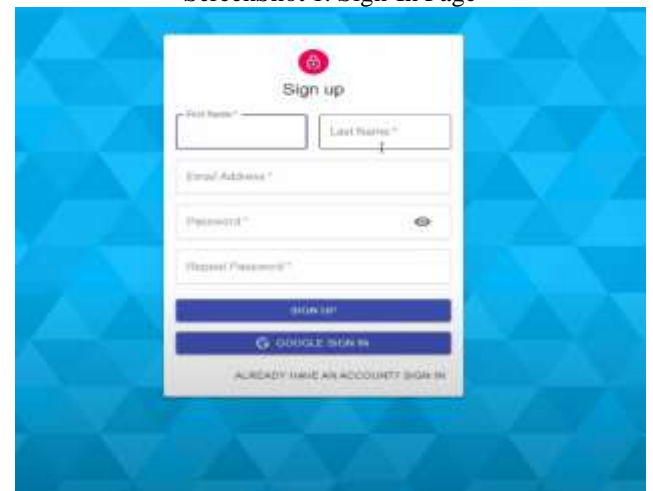 ScreenShot 1: Sign-In Page
Sign up
First Name *
Last Name *
Email Address *
Password *
Repeat Password *
SIGN UP
G GOOGLE SIGN IN
ALREADY HAVE AN ACCOUNT? SIGN IN